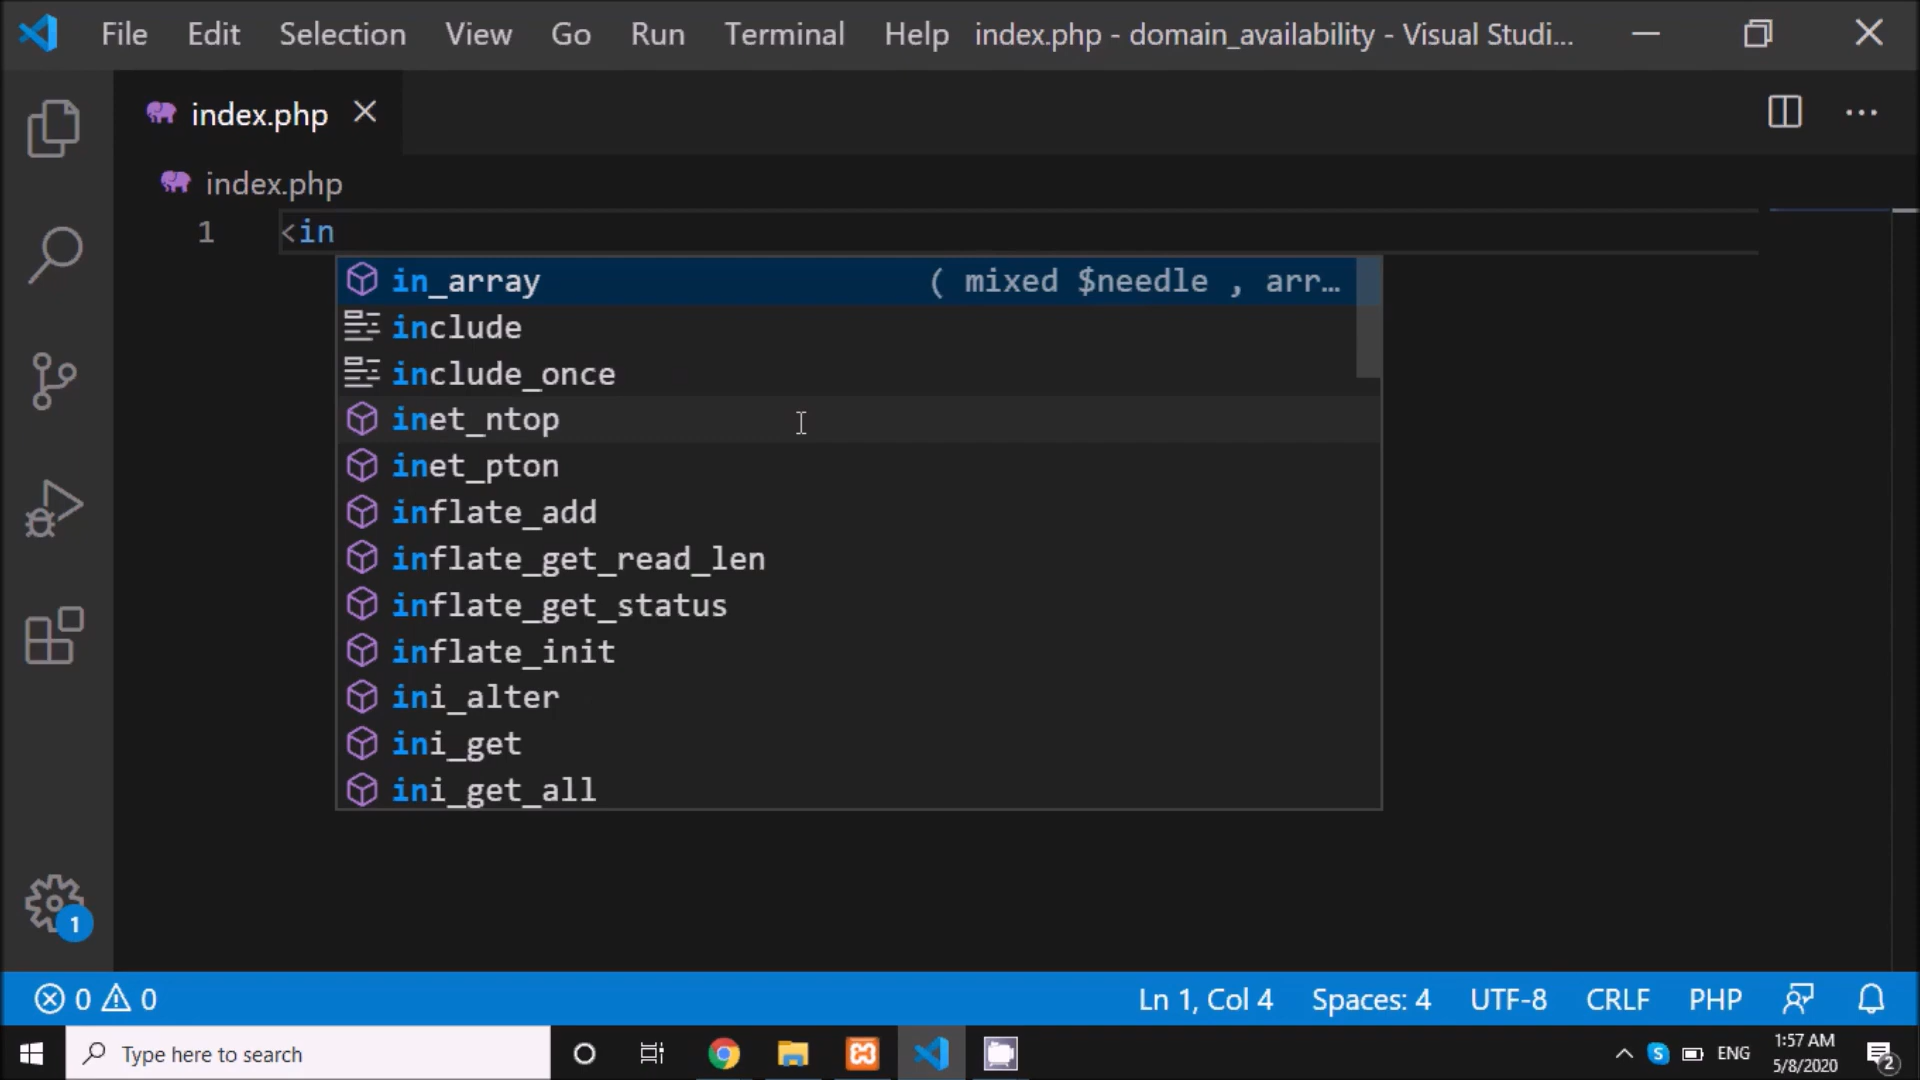 File Edit Selection View Go Run Terminal Help index.php - domain_availability - Visual Studi...
index.php
index.php
1 <in
in_array ( mixed $needle , arr...
include
include_once
inet_ntop
inet_pton
inflate_add
inflate_get_read_len
inflate_get_status
inflate_init
ini_alter
ini_get
ini_get_all
1
0 0 Ln 1, Col 4 Spaces: 4 UTF-8 CRLF PHP
Type here to search ENG 1:57 AM
5/8/2020 2